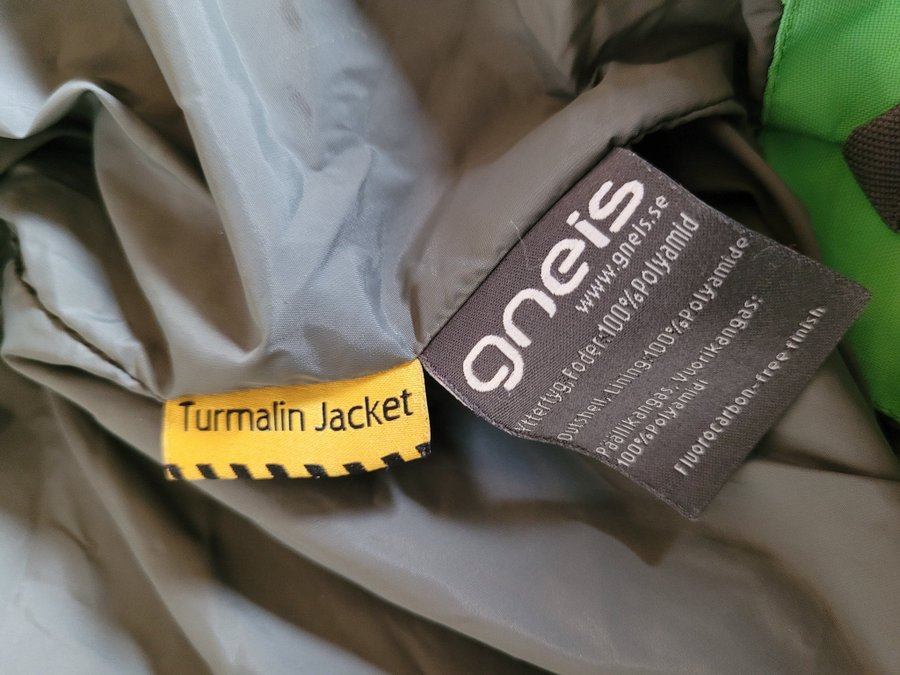 Turmalin Jacket
gneis
www.gneis.se
Yttertyg, Foder:100%Polyamid
Outshell, Lining:100%Polyamide
Päällikangas, Vuorikangas:
100%Polyamidi
Fluorocarbon-free finish